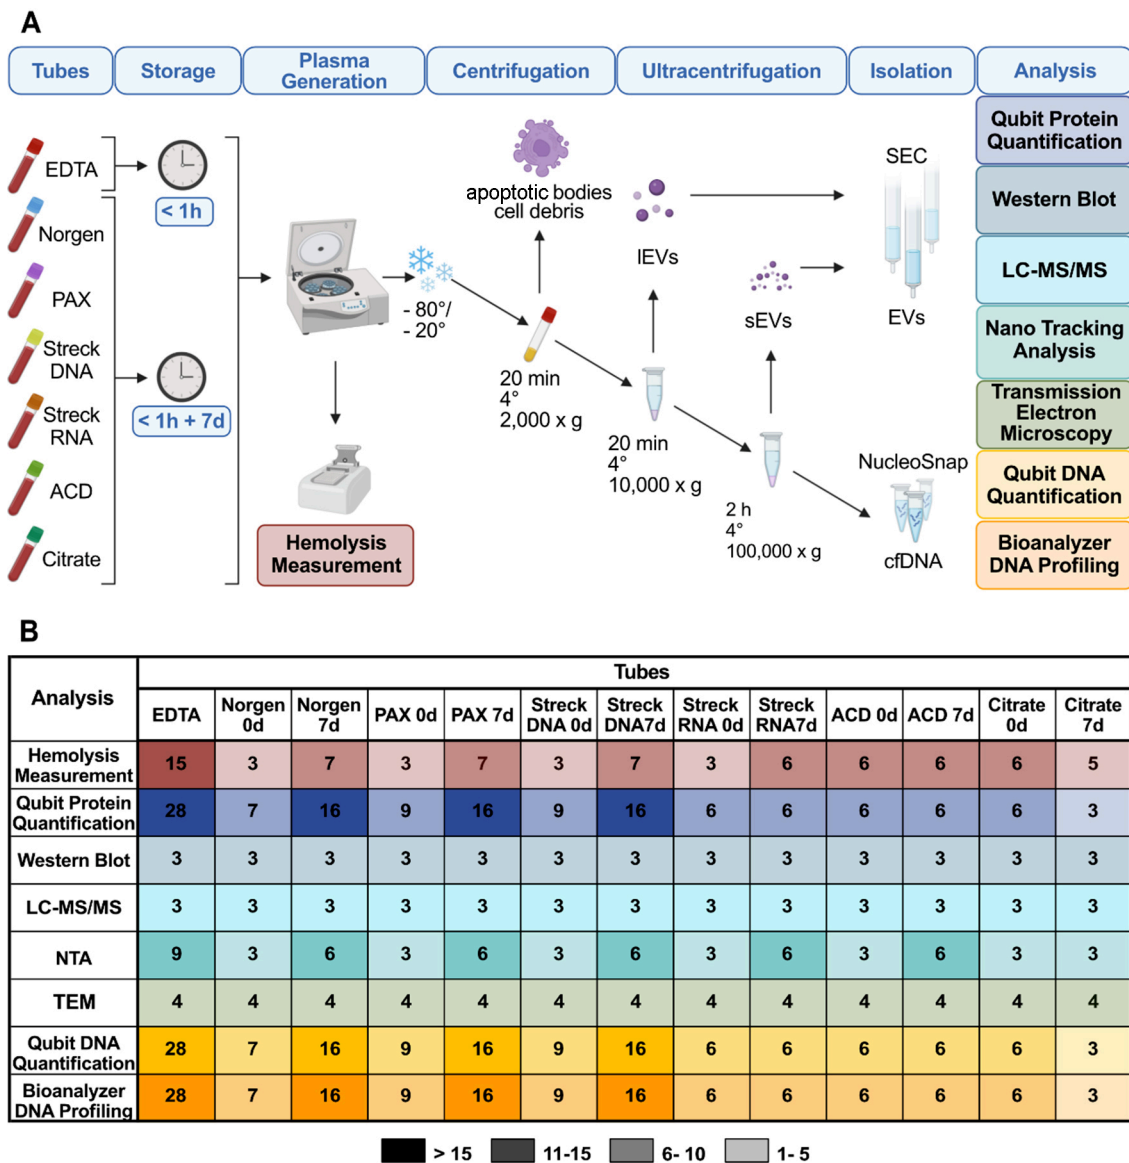 A
Tubes
Storage
Plasma
Generation
Centrifugation
Ultracentrifugation
Isolation
Analysis
EDTA
Norgen
PAX
Streck
DNA
Streck
RNA
ACD
Citrate
< 1h
< 1h + 7d
- 80°/
- 20°
Hemolysis
Measurement
apoptotic bodies
cell debris
20 min
4°
2,000 x g
lEVs
20 min
4°
10,000 x g
sEVs
2 h
4°
100,000 x g
SEC
EVs
NucleoSnap
cfDNA
Qubit Protein
Quantification
Western Blot
LC-MS/MS
Nano Tracking
Analysis
Transmission
Electron
Microscopy
Qubit DNA
Quantification
Bioanalyzer
DNA Profiling
B
Analysis
Tubes
EDTA
Norgen
0d
Norgen
7d
PAX 0d
PAX 7d
Streck
DNA 0d
Streck
DNA7d
Streck
RNA 0d
Streck
RNA7d
ACD 0d
ACD 7d
Citrate
0d
Citrate
7d
Hemolysis
Measurement
15 3 7 3 7 3 7 3 6 6 6 6 5
Qubit Protein
Quantification
28 7 16 9 16 9 16 6 6 6 6 6 3
Western Blot 3 3 3 3 3 3 3 3 3 3 3 3 3
LC-MS/MS 3 3 3 3 3 3 3 3 3 3 3 3 3
NTA 9 3 6 3 6 3 6 3 6 3 6 3 3
TEM 4 4 4 4 4 4 4 4 4 4 4 4 4
Qubit DNA
Quantification
28 7 16 9 16 9 16 6 6 6 6 6 3
Bioanalyzer
DNA Profiling
28 7 16 9 16 9 16 6 6 6 6 6 3
> 15 11-15 6- 10 1- 5